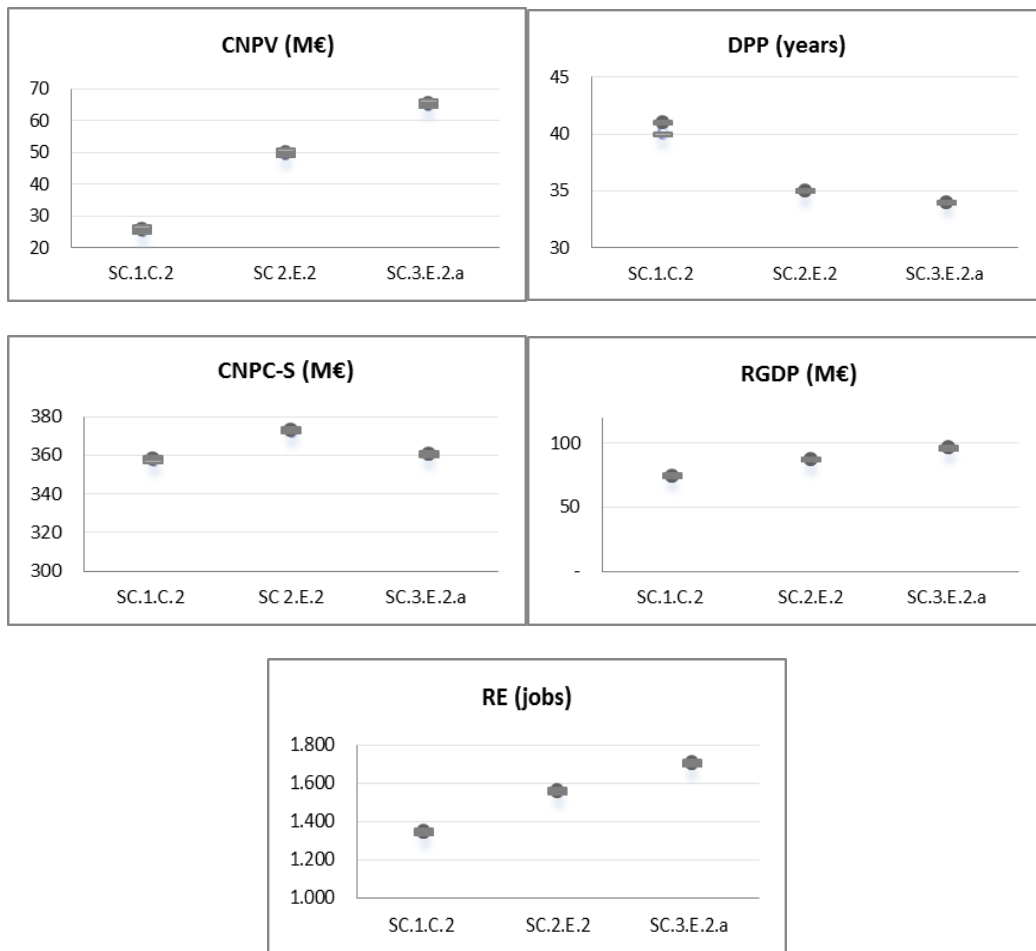 CNPV (M€)
70
60
50
40
30
20
SC.1.C.2 SC 2.E.2 SC.3.E.2.a
DPP (years)
45
40
35
30
SC.1.C.2 SC.2.E.2 SC.3.E.2.a
CNPC-S (M€)
380
360
340
320
300
SC.1.C.2 SC 2.E.2 SC.3.E.2.a
RGDP (M€)
100
50
-
SC.1.C.2 SC.2.E.2 SC.3.E.2.a
RE (jobs)
1.800
1.600
1.400
1.200
1.000
SC.1.C.2 SC.2.E.2 SC.3.E.2.a